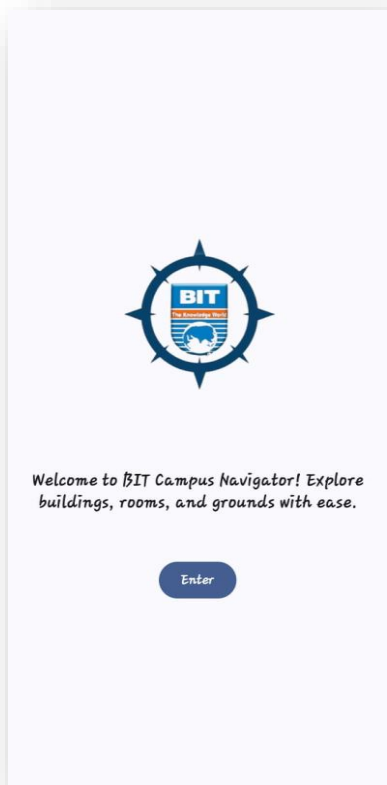 BIT
The Knowledge World
Welcome to BIT Campus Navigator! Explore
buildings, rooms, and grounds with ease.
Enter